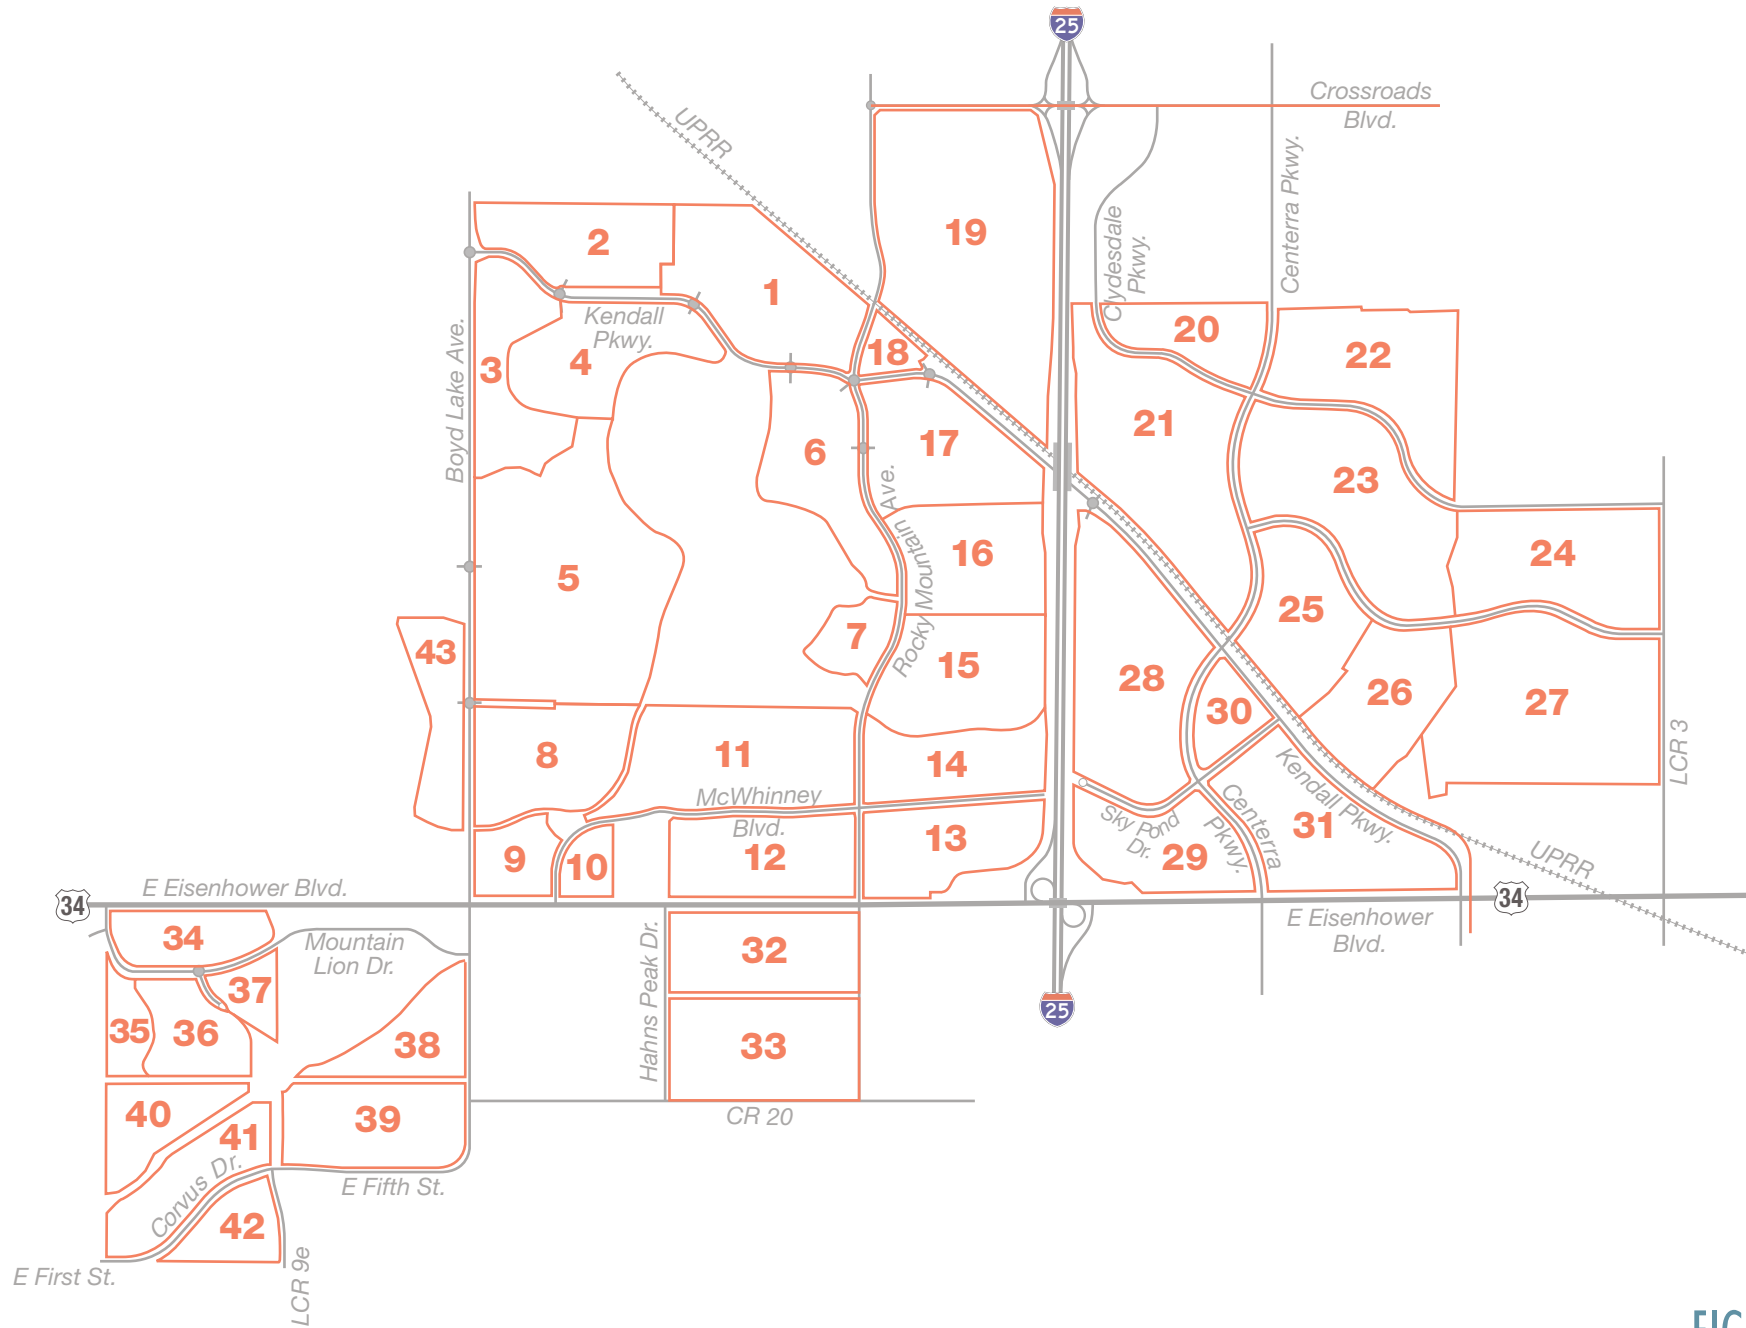 25
Crossroads
Blvd.
UPRR
Centerra Pkwy.
Clydesdale
Pkwy.
19
2
1
20
22
Kendall
Pkwy.
18
3
4
Boyd Lake Ave.
21
6
17
23
Rocky Mountain Ave.
16
24
5
25
7
43
15
28
26
30
27
LCR 3
8
11
14
McWhinney
Blvd.
Sky Pond
Dr.
Centerra
Pkwy.
Kendall Pkwy.
31
13
9
10
12
29
UPRR
E Eisenhower Blvd.
34
34
E Eisenhower
Blvd.
34
Mountain
Lion Dr.
Hahns Peak Dr.
32
37
35
36
38
33
25
40
41
39
CR 20
Corvus Dr.
E Fifth St.
42
E First St.
LCR 9e